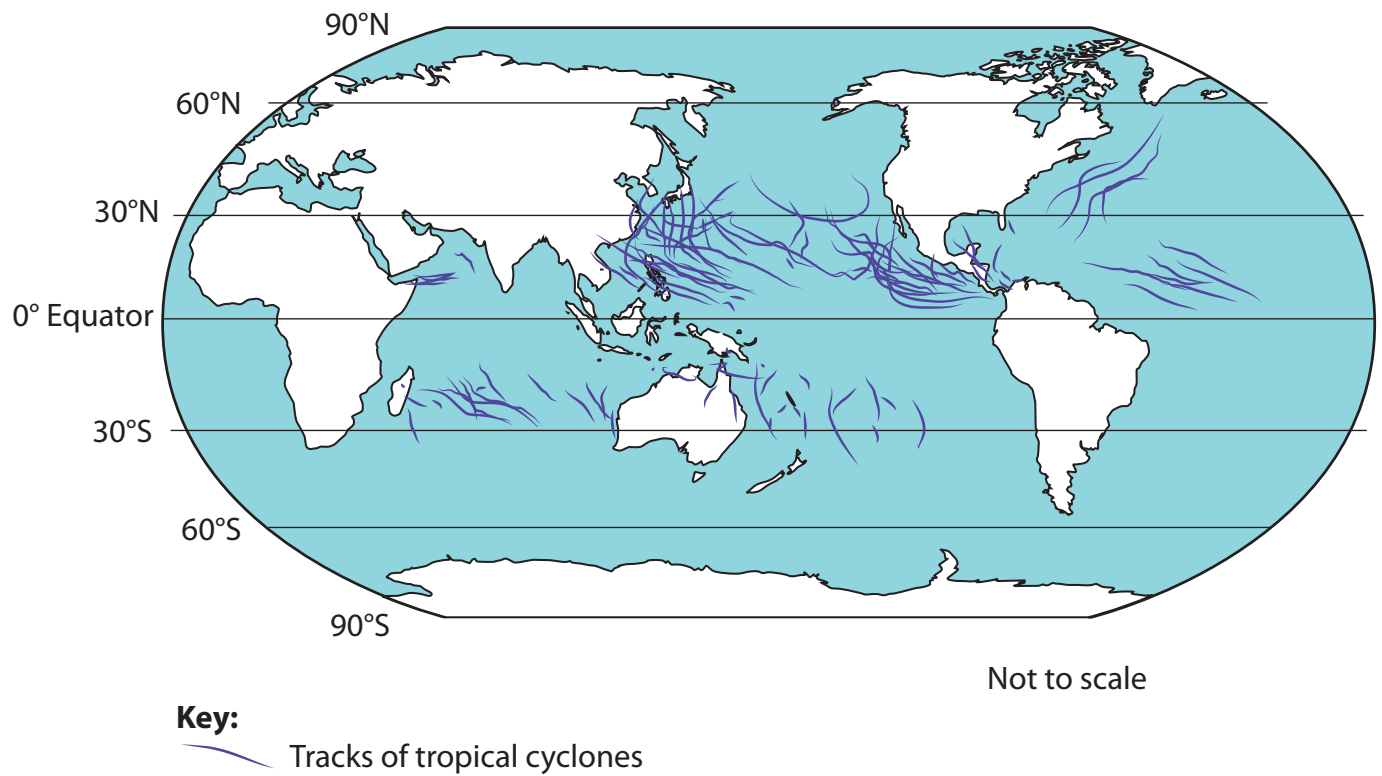 90°N
60°N
30°N
0° Equator
30°S
60°S
90°S
Not to scale
Key:
Tracks of tropical cyclones